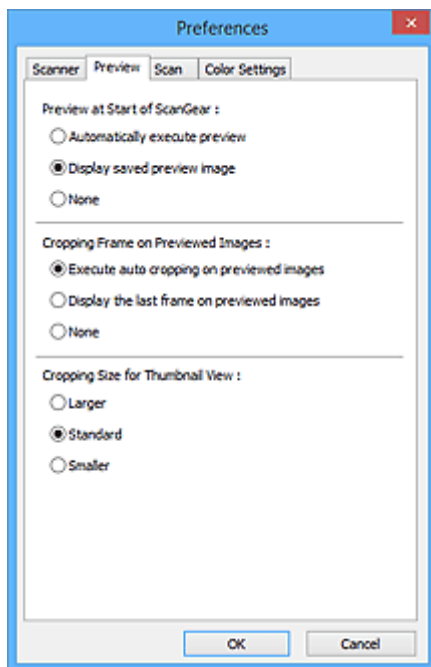 Preferences
Scanner Preview Scan Color Settings
Preview at Start of ScanGear :
Automatically execute preview
Display saved preview image
None
Cropping Frame on Previewed Images :
Execute auto cropping on previewed images
Display the last frame on previewed images
None
Cropping Size for Thumbnail View :
Larger
Standard
Smaller
OK Cancel